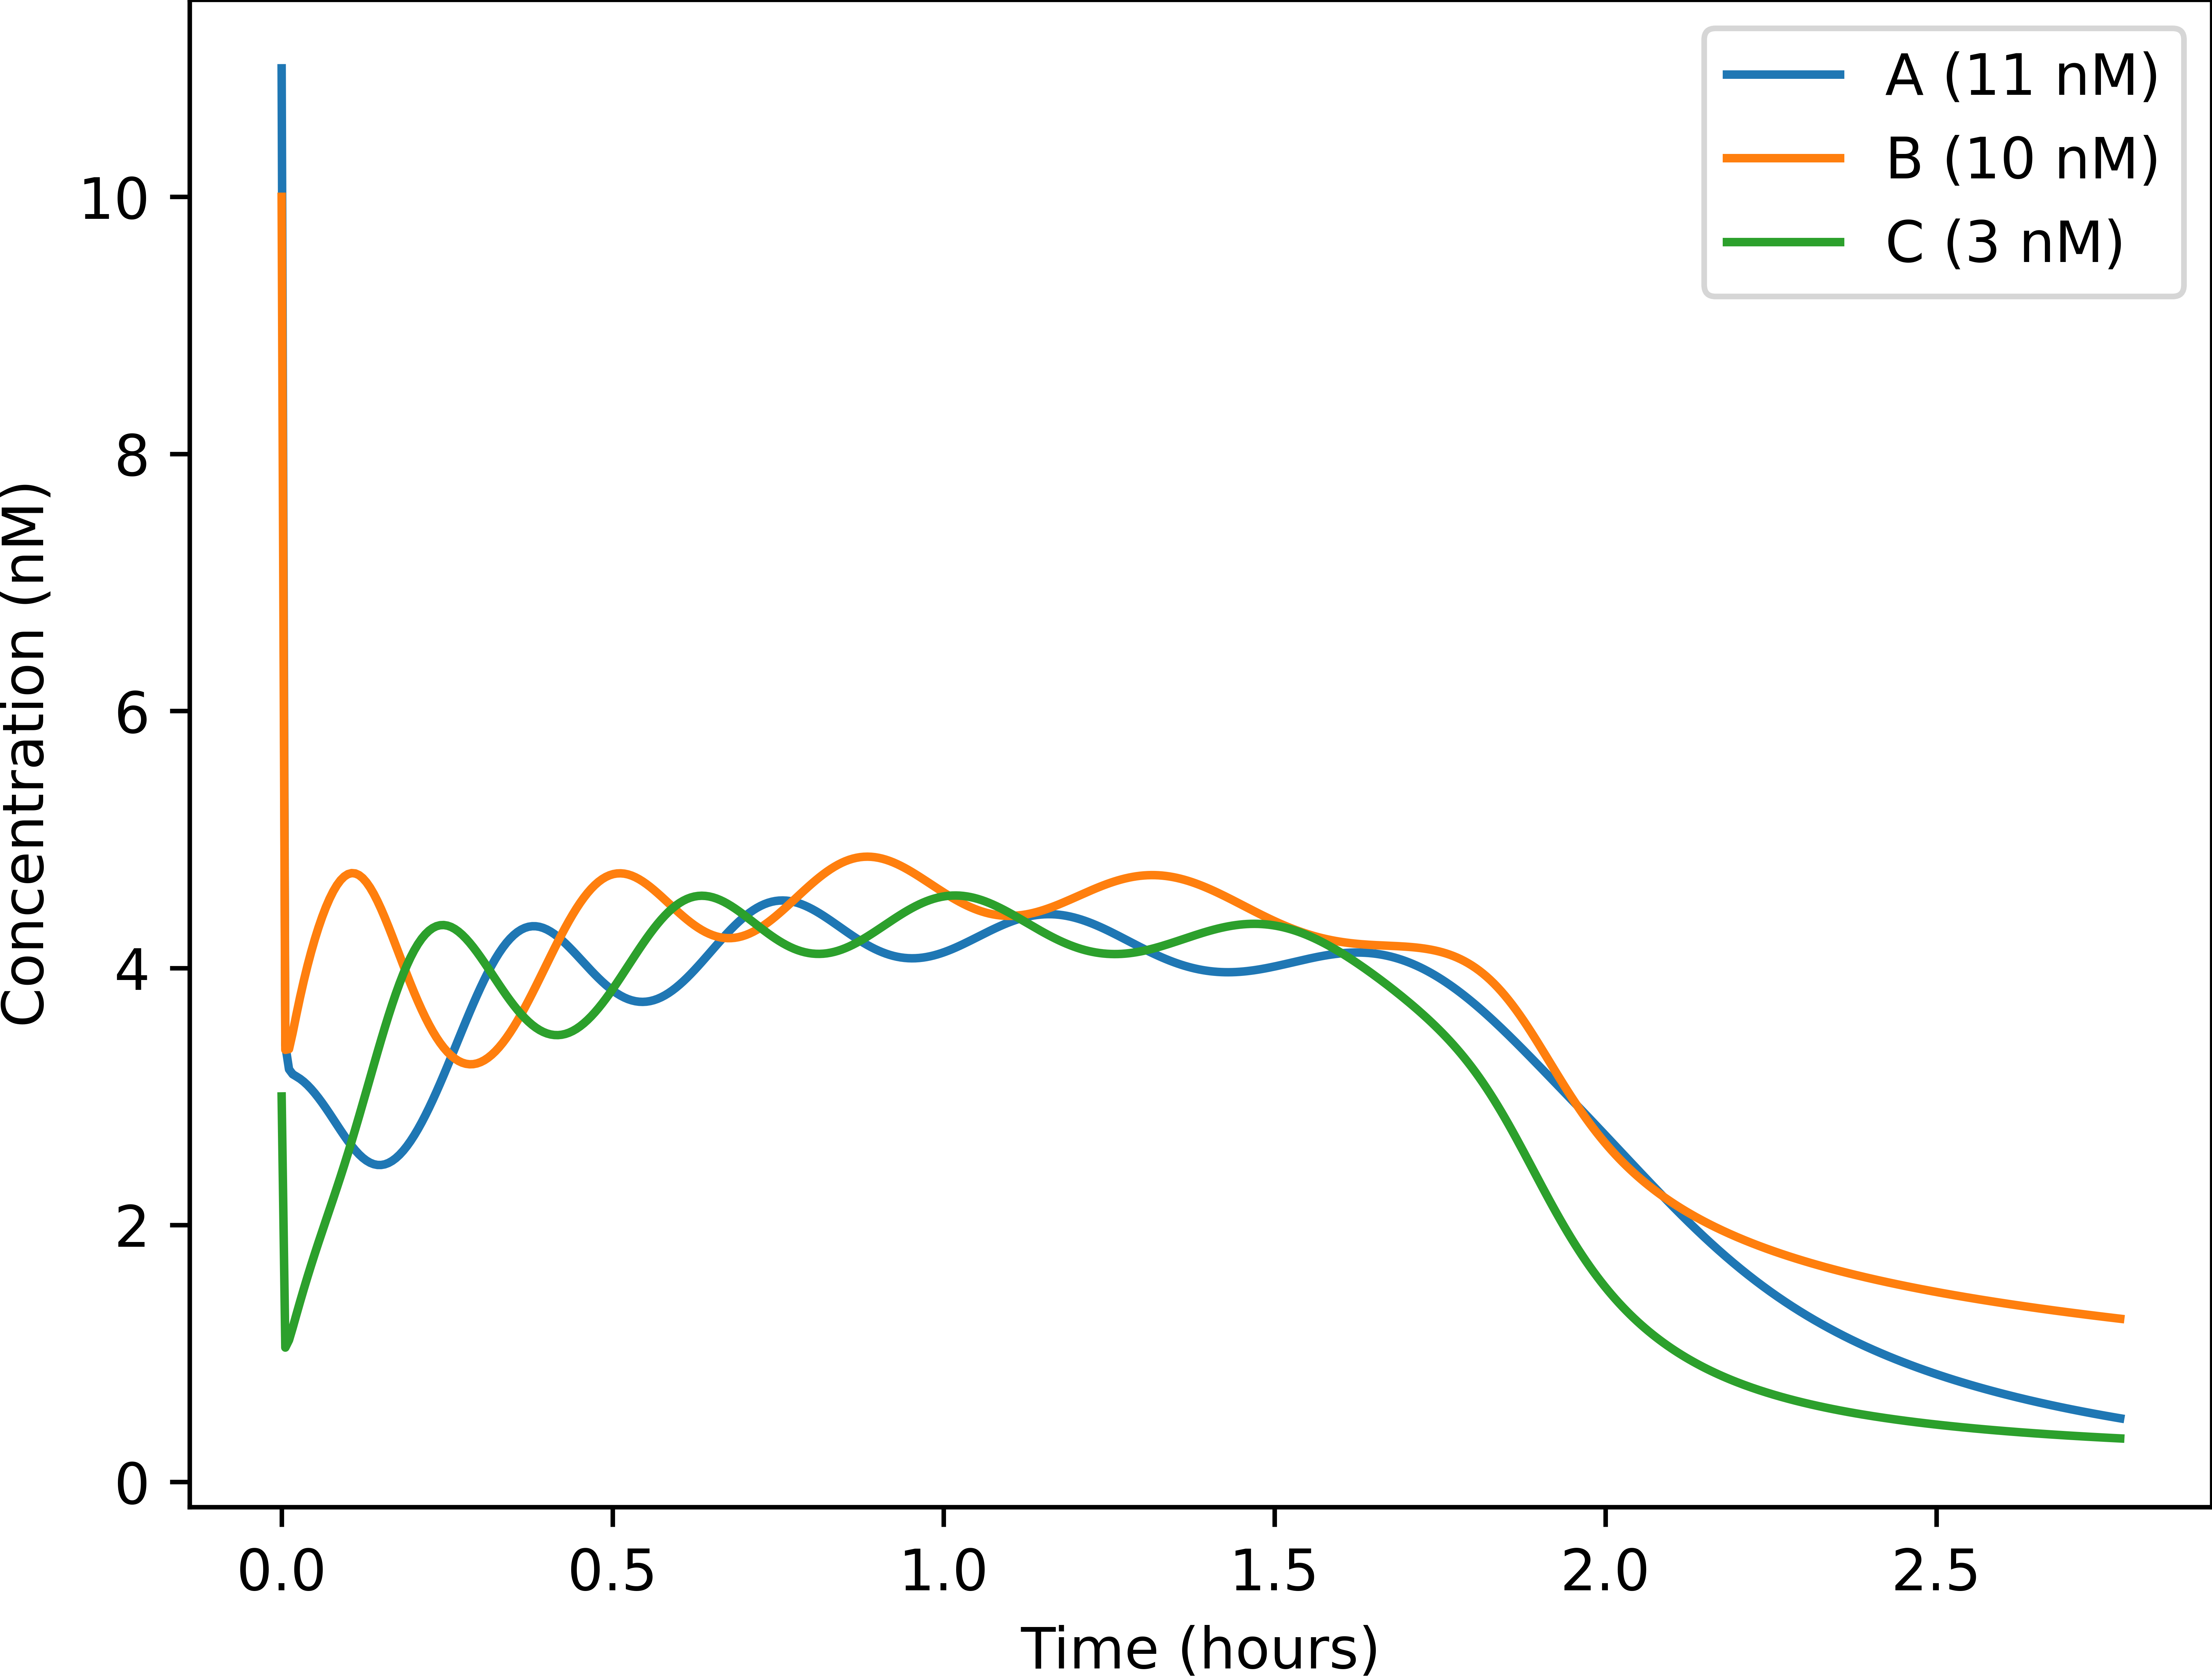 A (11 nM)
B (10 nM)
C (3 nM)
Concentration (nM)
10
8
6
4
2
0
0.0 0.5 1.0 1.5 2.0 2.5
Time (hours)